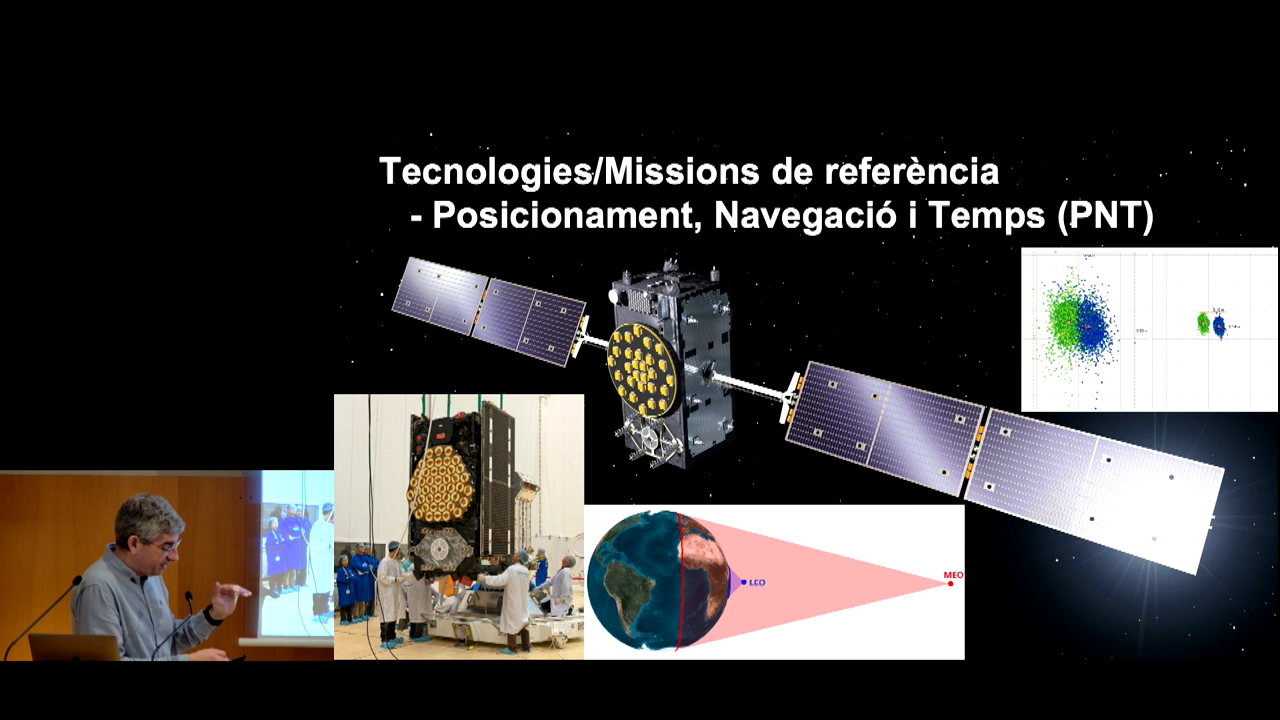 Tecnologies/Missions de referència
- Posicionament, Navegació i Temps (PNT)
LEO
MEO